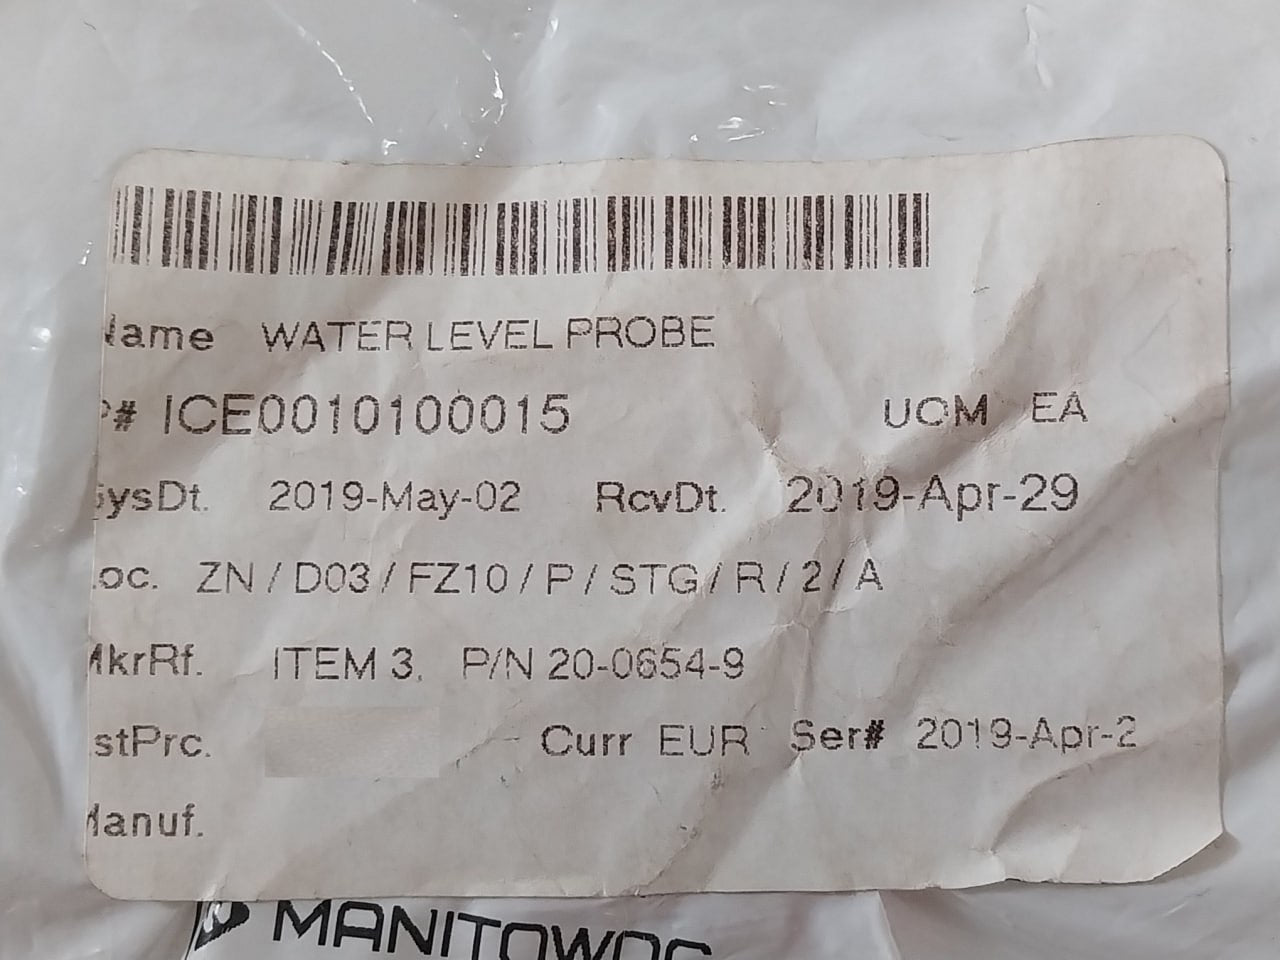 Name WATER LEVEL PROBE
P# ICE0010100015 UOM EA
SysDt. 2019-May-02 RcvDt. 2019-Apr-29
Loc. ZN / D03 / FZ10 / P / STG / R / 2 / A
MkrRf. ITEM 3, P/N 20-0654-9
stPrc. Curr EUR Ser# 2019-Apr-2
Manuf.
MANITOWOC